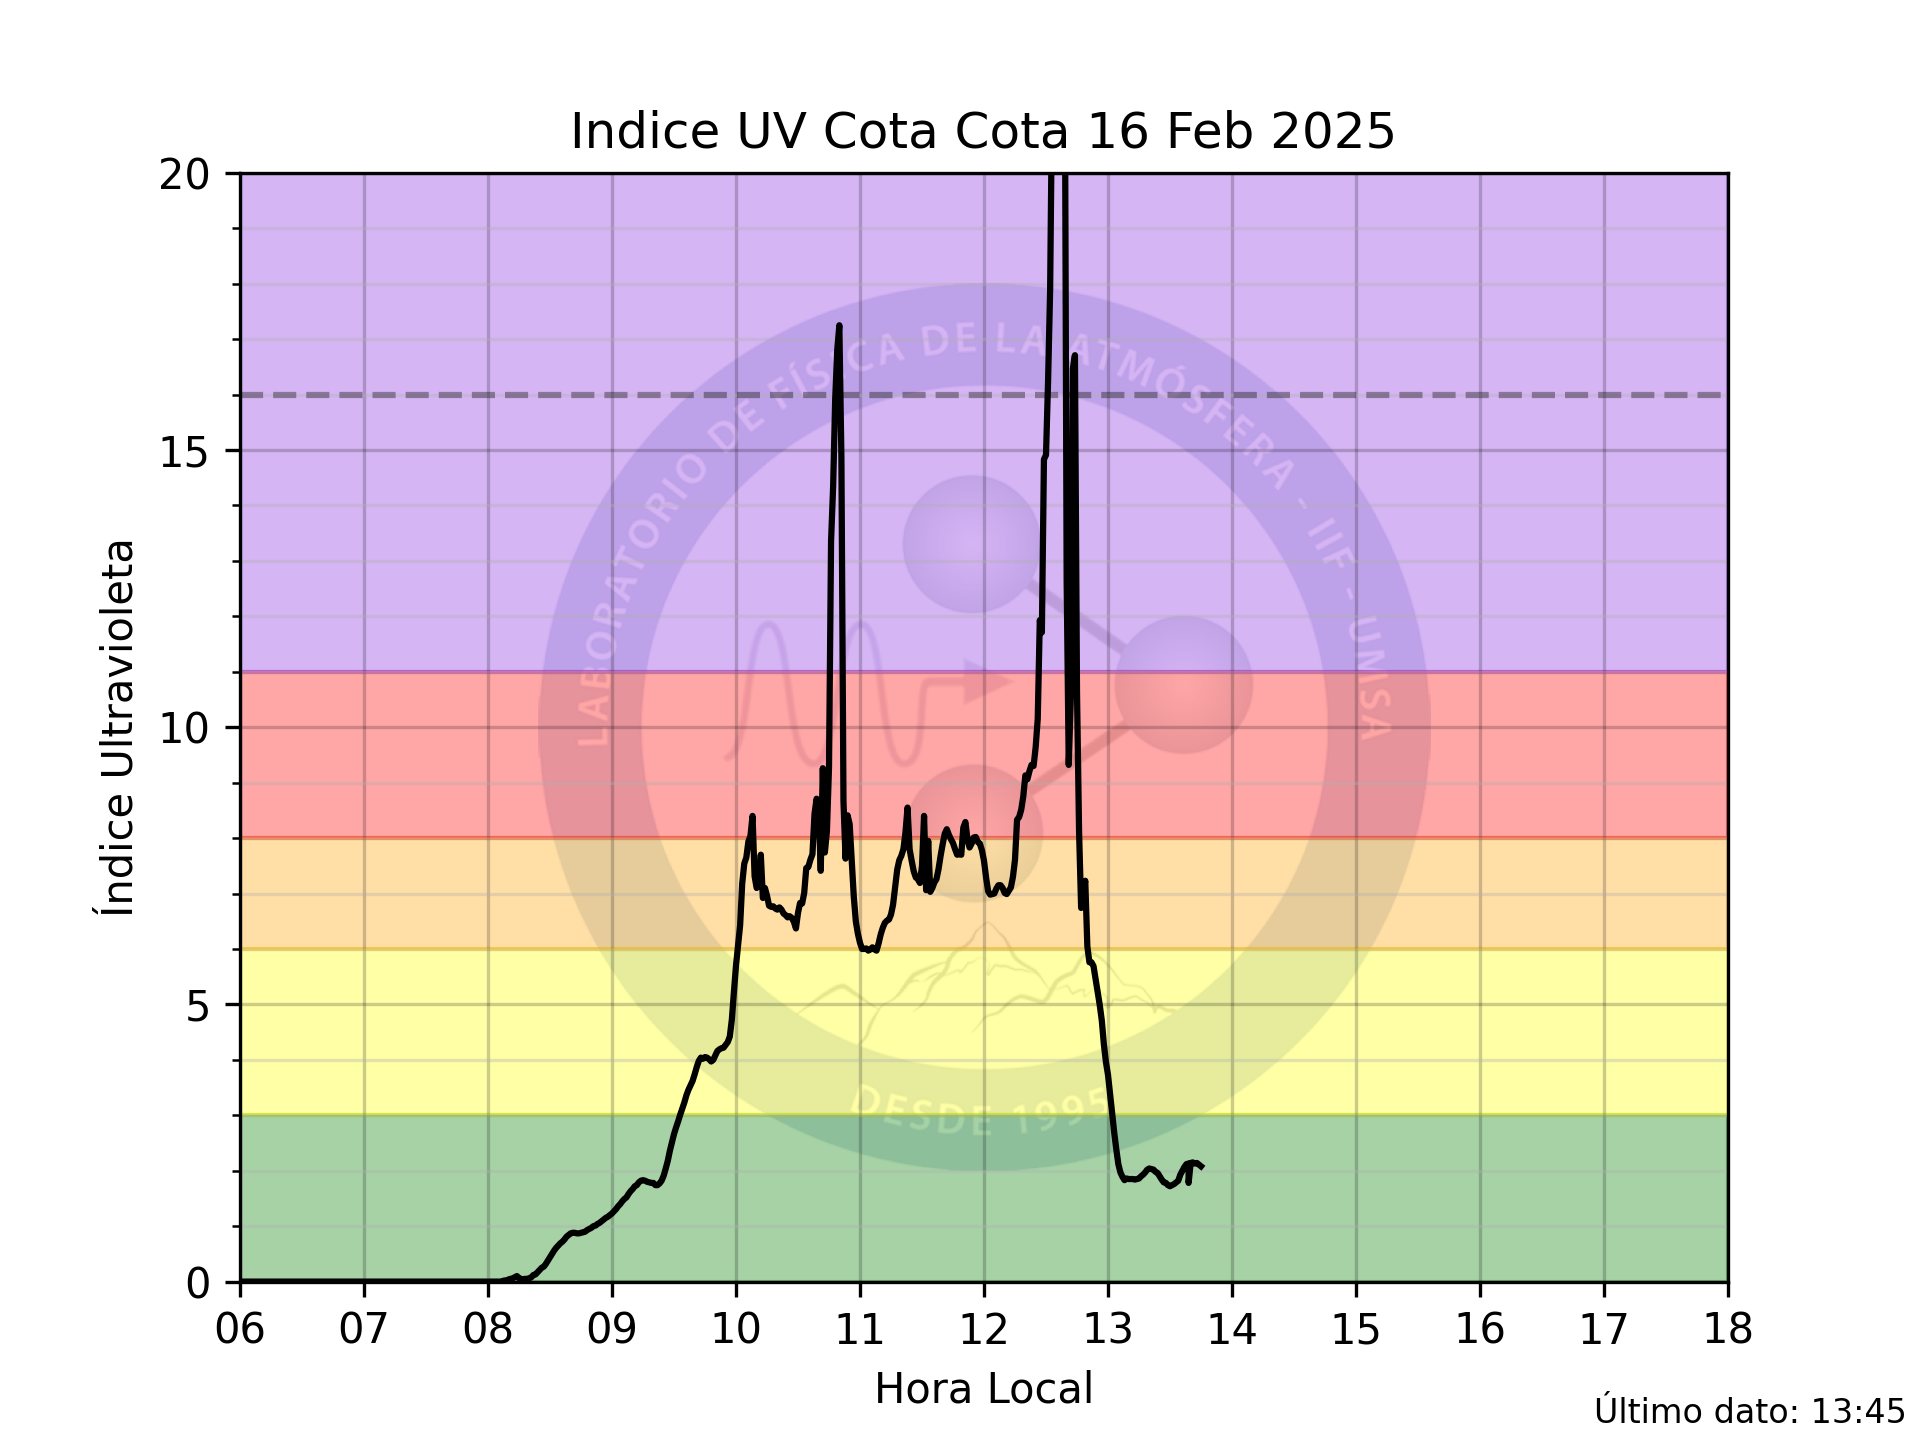 Indice UV Cota Cota 16 Feb 2025
20
15
10
5
0
Índice Ultravioleta
LABORATORIO DE FÍSICA DE LA ATMÓSFERA - IIF - UMSA
DESDE 1995
06 07 08 09 10 11 12 13 14 15 16 17 18
Hora Local
Último dato: 13:45